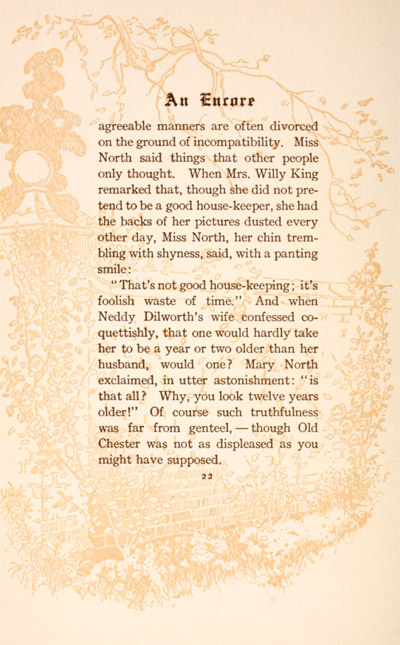 An Encore
agreeable manners are often divorced
on the ground of incompatibility. Miss
North said things that other people
only thought. When Mrs. Willy King
remarked that, though she did not pre-
tend to be a good house-keeper, she had
the backs of her pictures dusted every
other day, Miss North, her chin trem-
bling with shyness, said, with a panting
smile:
"That's not good house-keeping; it's
foolish waste of time." And when
Neddy Dilworth's wife confessed co-
quettishly, that one would hardly take
her to be a year or two older than her
husband, would one? Mary North
exclaimed, in utter astonishment: "is
that all? Why, you look twelve years
older!" Of course such truthfulness
was far from genteel,—though Old
Chester was not as displeased as you
might have supposed.
22